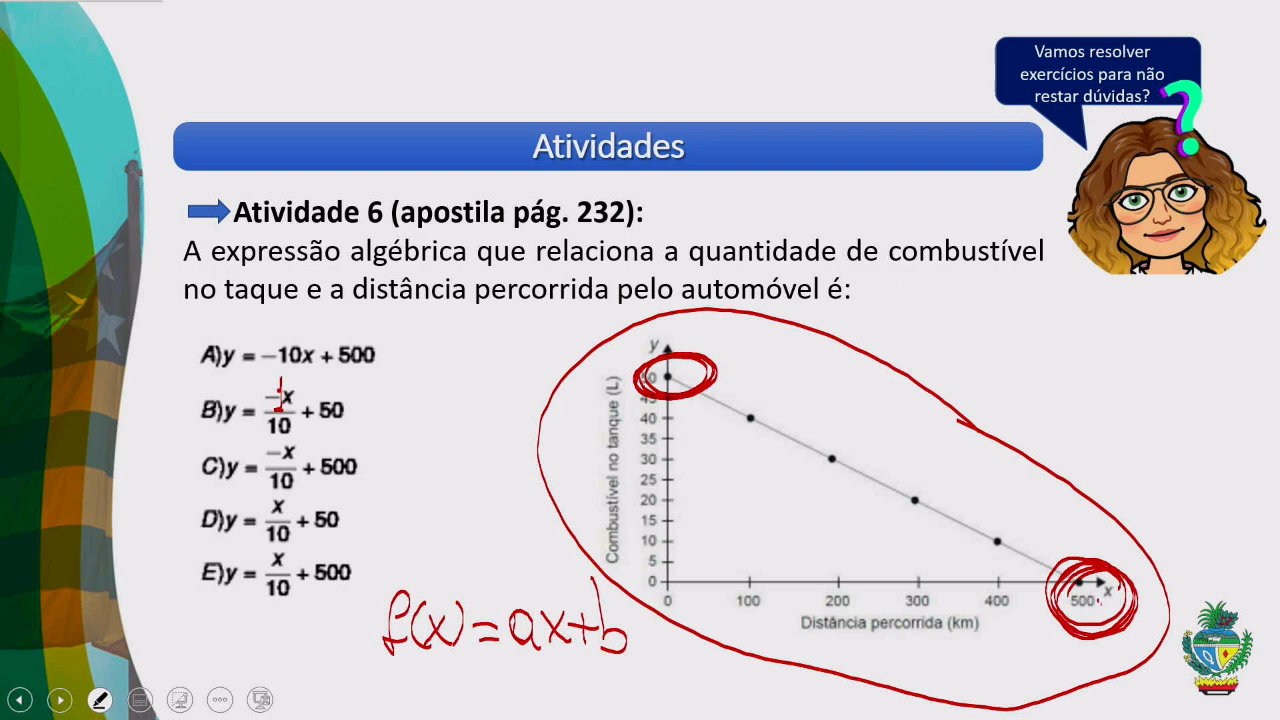 Vamos resolver
exercícios para não
restar dúvidas?
Atividades
Atividade 6 (apostila pág. 232):
A expressão algébrica que relaciona a quantidade de combustível
no taque e a distância percorrida pelo automóvel é:
A) y = -10x + 500
B) y = -x/10 + 50
C) y = -x/10 + 500
D) y = x/10 + 50
E) y = x/10 + 500
f(x) = ax + b
y
Combustível no tanque (L)
40
35
30
25
20
15
10
5
0
0 100 200 300 400 500 x
Distância percorrida (km)